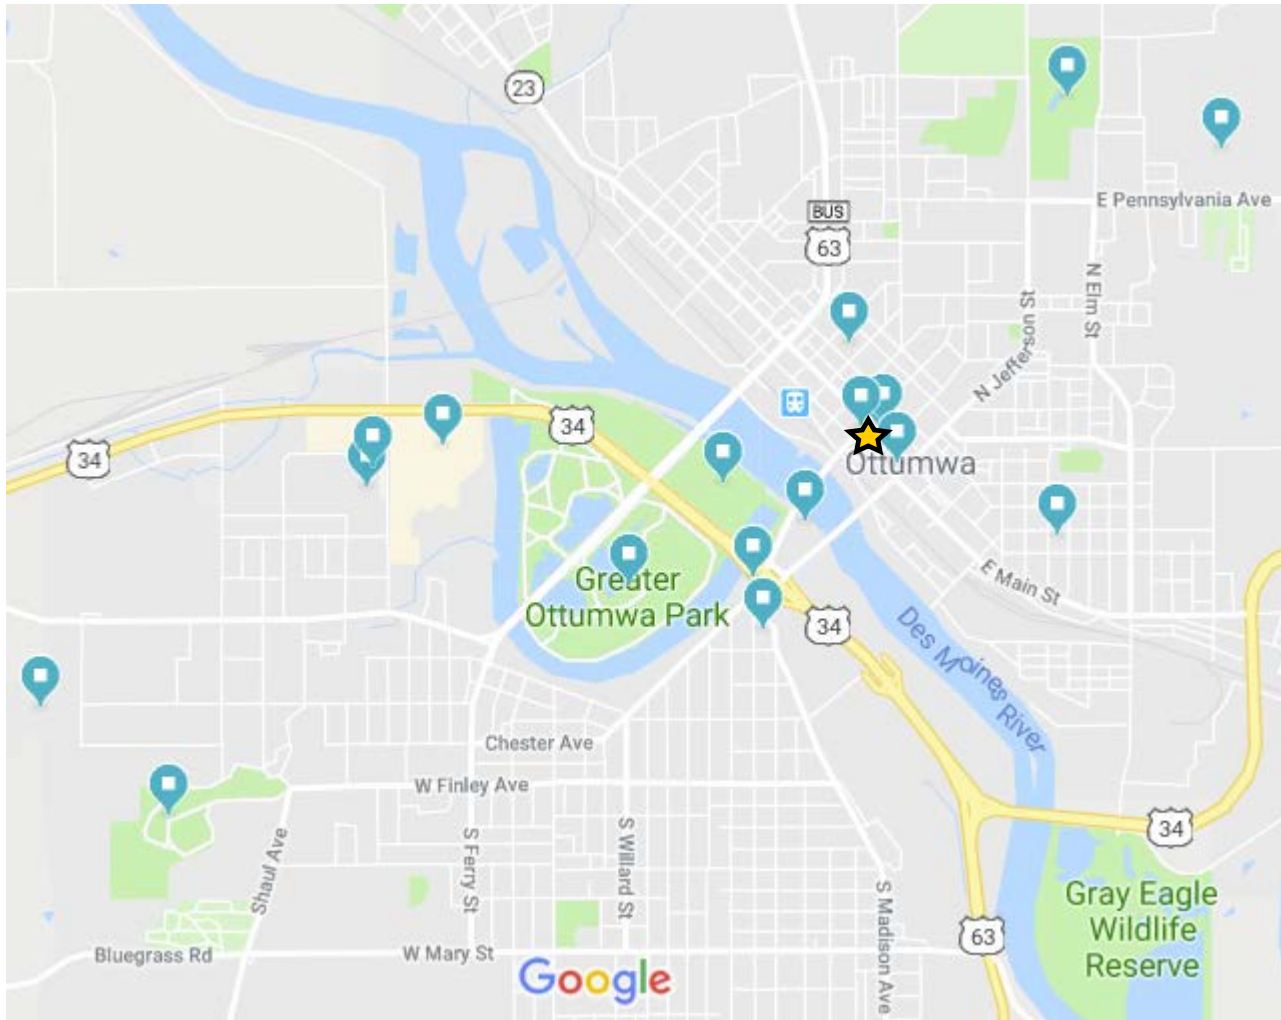 23
E Pennsylvania Ave
BUS
63
N Elm St
N Jefferson St
34
34
Ottumwa
E Main St
Greater
Ottumwa Park
34
Des Moines River
Chester Ave
W Finley Ave
S Ferry St
S Willard St
Shaul Ave
34
S Madison Ave
Gray Eagle
Wildlife
Reserve
63
Bluegrass Rd
W Mary St
Google